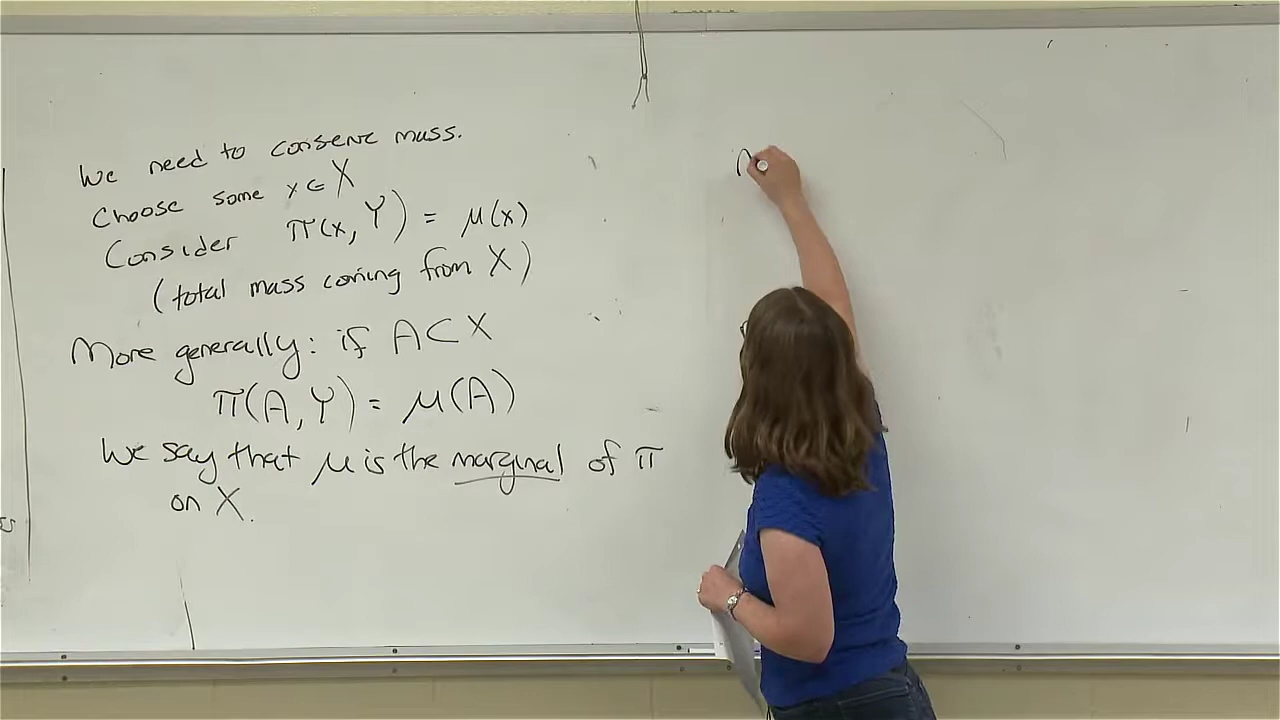 We need to conserve mass.
Choose some x ⊂ X
Consider π(x, Y) = μ(x)
(total mass coming from X)
More generally: if A ⊂ X
π(A, Y) = μ(A)
We say that μ is the marginal of π
on X.